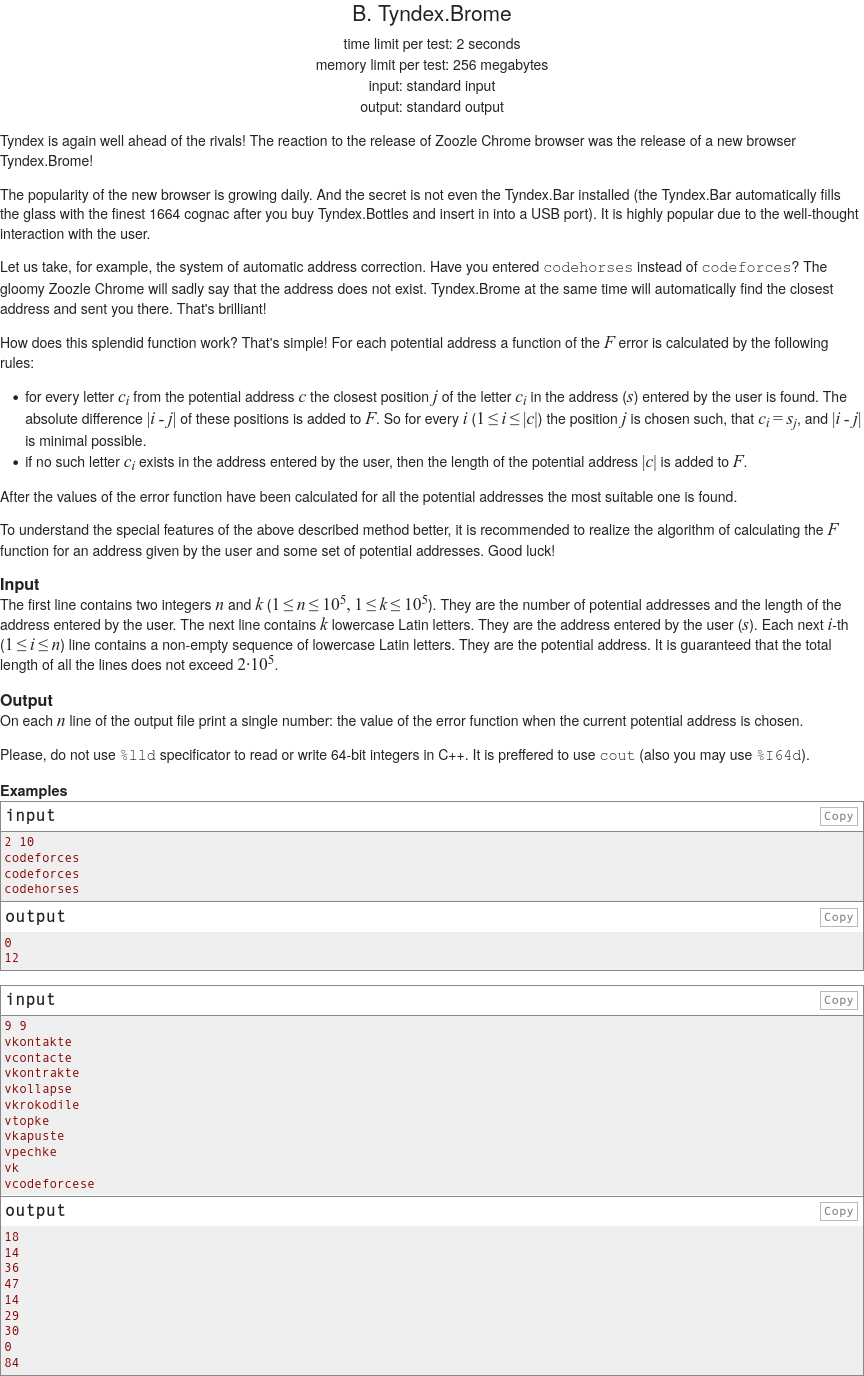 B. Tyndex.Brome
time limit per test: 2 seconds
memory limit per test: 256 megabytes
input: standard input
output: standard output
Tyndex is again well ahead of the rivals! The reaction to the release of Zoozle Chrome browser was the release of a new browser
Tyndex.Brome!
The popularity of the new browser is growing daily. And the secret is not even the Tyndex.Bar installed (the Tyndex.Bar automatically fills
the glass with the finest 1664 cognac after you buy Tyndex.Bottles and insert in into a USB port). It is highly popular due to the well-thought
interaction with the user.
Let us take, for example, the system of automatic address correction. Have you entered codehorses instead of codeforces? The
gloomy Zoozle Chrome will sadly say that the address does not exist. Tyndex.Brome at the same time will automatically find the closest
address and sent you there. That's brilliant!
How does this splendid function work? That's simple! For each potential address a function of the F error is calculated by the following
rules:
• for every letter c_i from the potential address c the closest position j of the letter c_i in the address (s) entered by the user is found. The
absolute difference |i - j| of these positions is added to F. So for every i (1 ≤ i ≤ |c|) the position j is chosen such, that c_i = s_j, and |i - j|
is minimal possible.
• if no such letter c_i exists in the address entered by the user, then the length of the potential address |c| is added to F.
After the values of the error function have been calculated for all the potential addresses the most suitable one is found.
To understand the special features of the above described method better, it is recommended to realize the algorithm of calculating the F
function for an address given by the user and some set of potential addresses. Good luck!
Input
The first line contains two integers n and k (1 ≤ n ≤ 10^5, 1 ≤ k ≤ 10^5). They are the number of potential addresses and the length of the
address entered by the user. The next line contains k lowercase Latin letters. They are the address entered by the user (s). Each next i-th
(1 ≤ i ≤ n) line contains a non-empty sequence of lowercase Latin letters. They are the potential address. It is guaranteed that the total
length of all the lines does not exceed 2·10^5.
Output
On each n line of the output file print a single number: the value of the error function when the current potential address is chosen.
Please, do not use %lld specificator to read or write 64-bit integers in C++. It is preffered to use cout (also you may use %I64d).
Examples
input Copy
2 10
codeforces
codeforces
codehorses
output Copy
0
12
input Copy
9 9
vkontakte
vcontacte
vkontrakte
vkollapse
vkrokodile
vtopke
vkapuste
vpechke
vk
vcodeforcese
output Copy
18
14
36
47
14
29
30
0
84